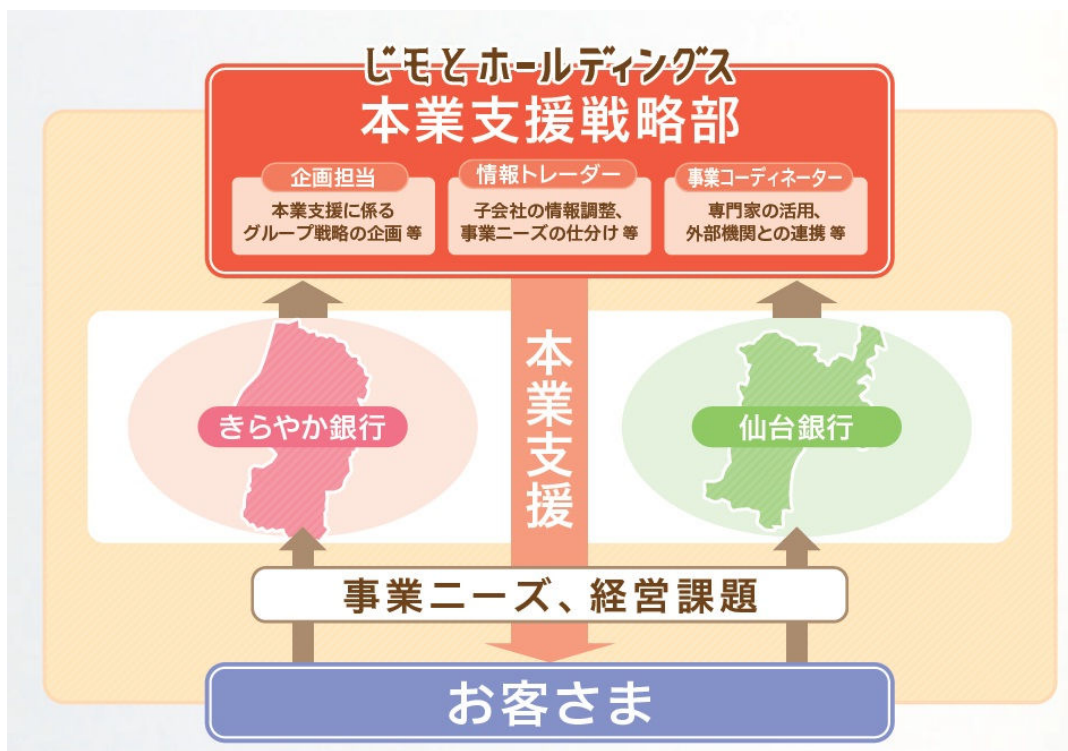 じモとホールディングス
本業支援戦略部
企画担当
本業支援に係る
グループ戦略の企画 等
情報トレーダー
子会社の情報調整、
事業ニーズの仕分け 等
事業コーディネーター
専門家の活用、
外部機関との連携 等
きらやか銀行
本業支援
仙台銀行
事業ニーズ、経営課題
お客さま